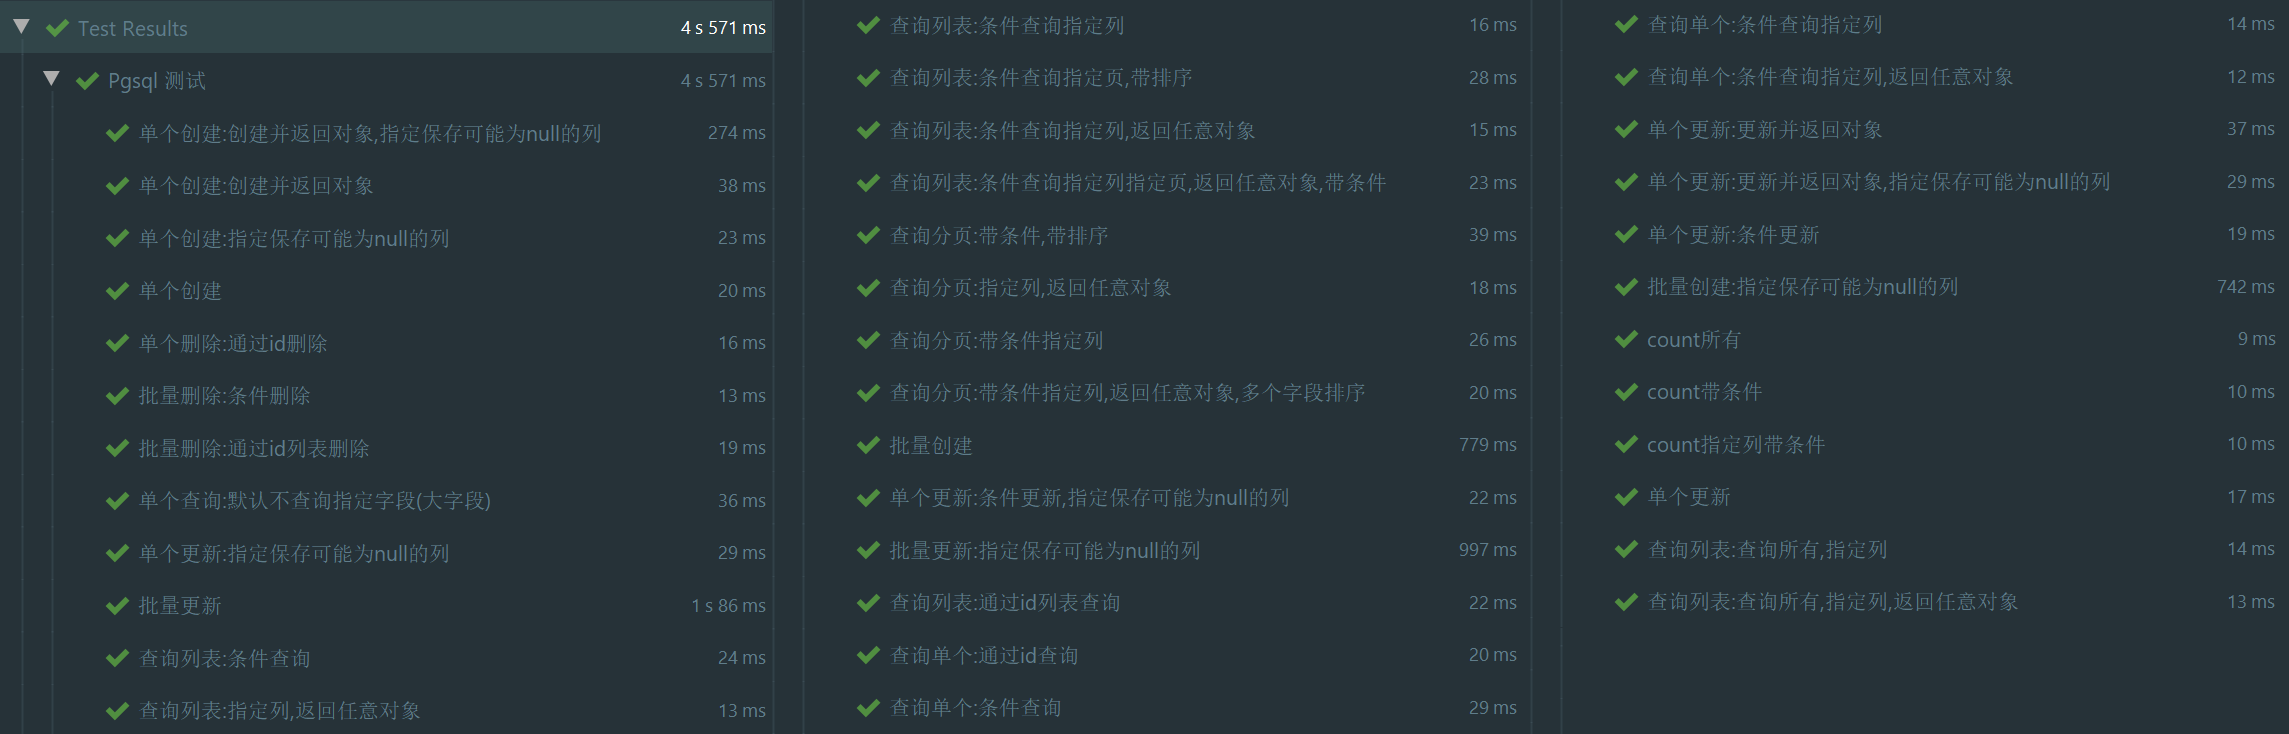 Test Results 4 s 571 ms
Pgsql 测试 4 s 571 ms
单个创建:创建并返回对象,指定保存可能为null的列 274 ms
单个创建:创建并返回对象 38 ms
单个创建:指定保存可能为null的列 23 ms
单个创建 20 ms
单个删除:通过id删除 16 ms
批量删除:条件删除 13 ms
批量删除:通过id列表删除 19 ms
单个查询:默认不查询指定字段(大字段) 36 ms
单个更新:指定保存可能为null的列 29 ms
批量更新 1 s 86 ms
查询列表:条件查询 24 ms
查询列表:指定列,返回任意对象 13 ms
查询列表:条件查询指定列 16 ms
查询列表:条件查询指定页,带排序 28 ms
查询列表:条件查询指定列,返回任意对象 15 ms
查询列表:条件查询指定列指定页,返回任意对象,带条件 23 ms
查询分页:带条件,带排序 39 ms
查询分页:指定列,返回任意对象 18 ms
查询分页:带条件指定列 26 ms
查询分页:带条件指定列,返回任意对象,多个字段排序 20 ms
批量创建 779 ms
单个更新:条件更新,指定保存可能为null的列 22 ms
批量更新:指定保存可能为null的列 997 ms
查询列表:通过id列表查询 22 ms
查询单个:通过id查询 20 ms
查询单个:条件查询 29 ms
查询单个:条件查询指定列 14 ms
查询单个:条件查询指定列,返回任意对象 12 ms
单个更新:更新并返回对象 37 ms
单个更新:更新并返回对象,指定保存可能为null的列 29 ms
单个更新:条件更新 19 ms
批量创建:指定保存可能为null的列 742 ms
count所有 9 ms
count带条件 10 ms
count指定列带条件 10 ms
单个更新 17 ms
查询列表:查询所有,指定列 14 ms
查询列表:查询所有,指定列,返回任意对象 13 ms